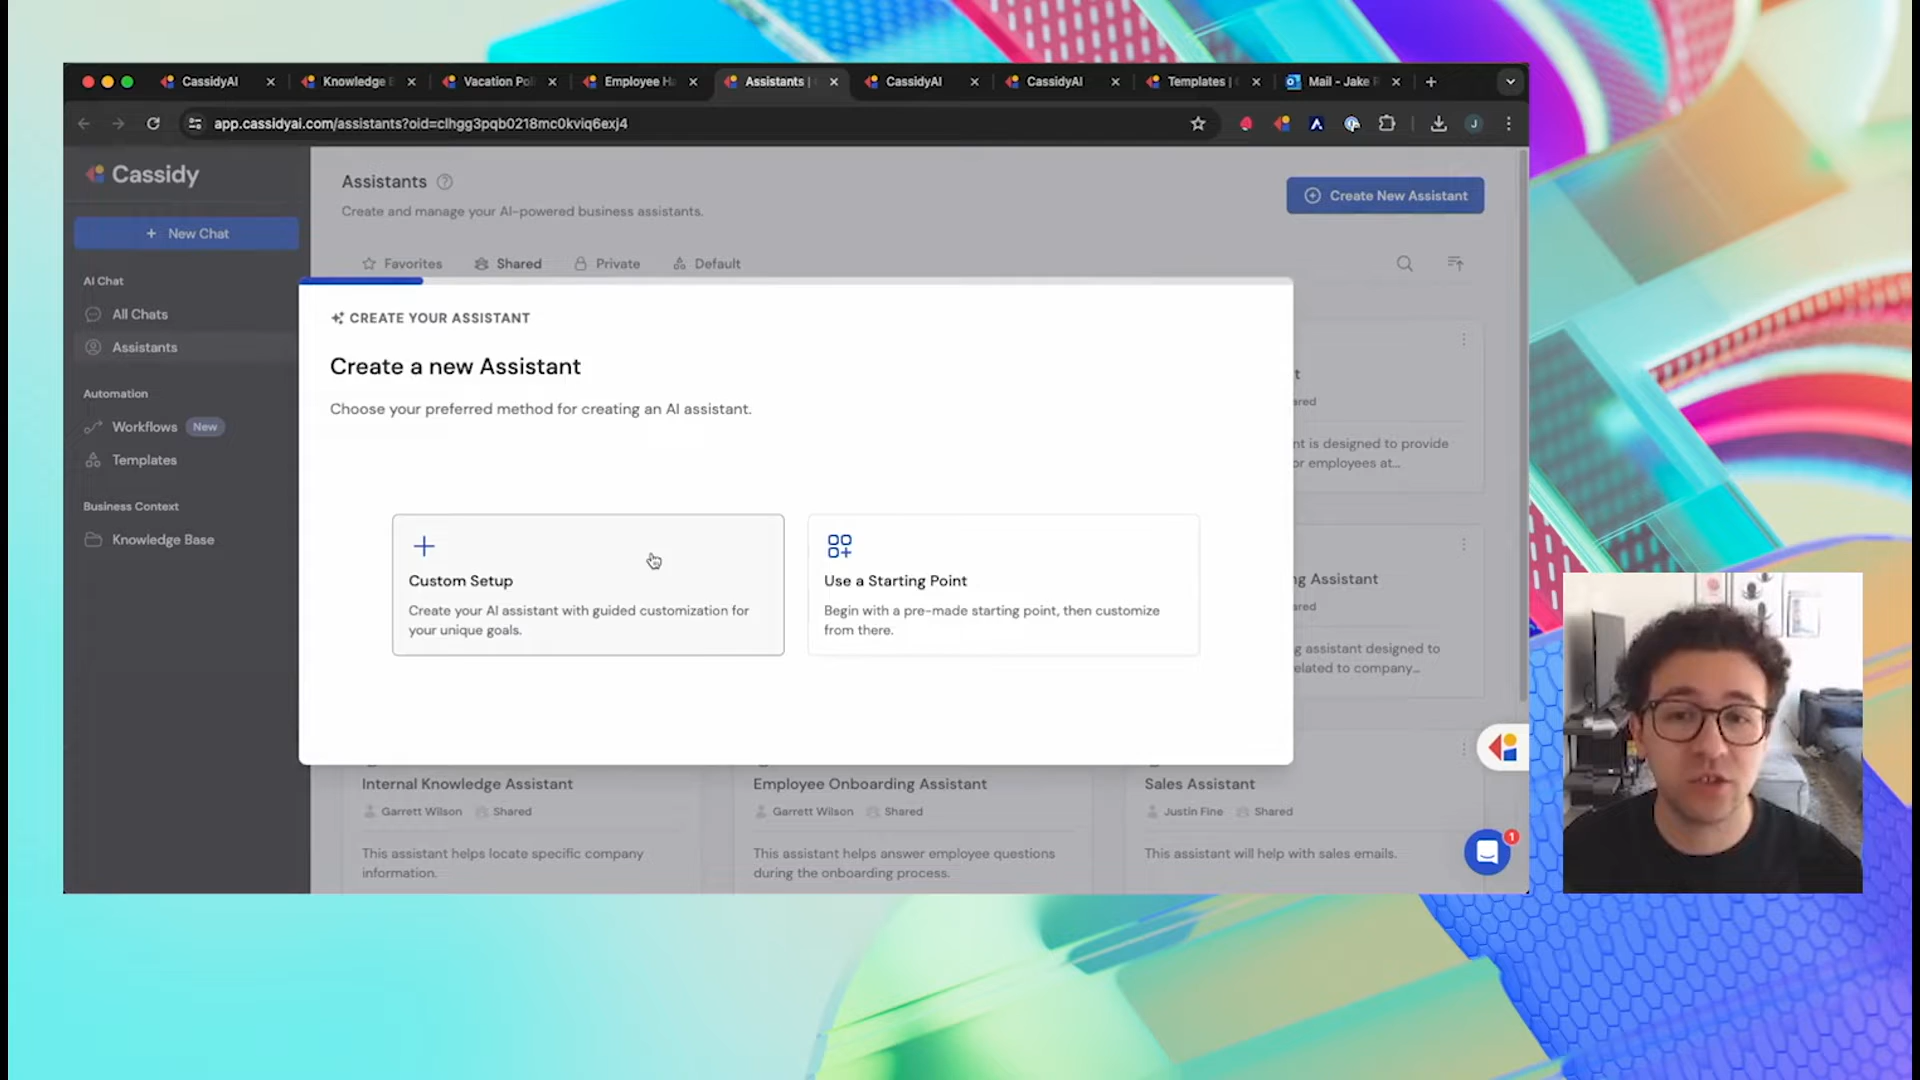 CassidyAI
Knowledge B
Vacation Poli
Employee Ha
Assistants |
CassidyAI
CassidyAI
Templates |
Mail - Jake
app.cassidyai.com/assistants?oid=clhgg3pqb0218mc0kviq6exj4
J
Cassidy
+ New Chat
AI Chat
All Chats
Assistants
Automation
Workflows New
Templates
Business Context
Knowledge Base
Assistants
Create and manage your AI-powered business assistants.
Create New Assistant
Favorites Shared Private Default
CREATE YOUR ASSISTANT
Create a new Assistant
Choose your preferred method for creating an AI assistant.
Custom Setup
Create your AI assistant with guided customization for
your unique goals.
Use a Starting Point
Begin with a pre-made starting point, then customize
from there.
t
ared
nt is designed to provide
or employees at...
ng Assistant
ared
g assistant designed to
elated to company...
Internal Knowledge Assistant
Garrett Wilson Shared
This assistant helps locate specific company
information.
Employee Onboarding Assistant
Garrett Wilson Shared
This assistant helps answer employee questions
during the onboarding process.
Sales Assistant
Justin Fine Shared
This assistant will help with sales emails.
1